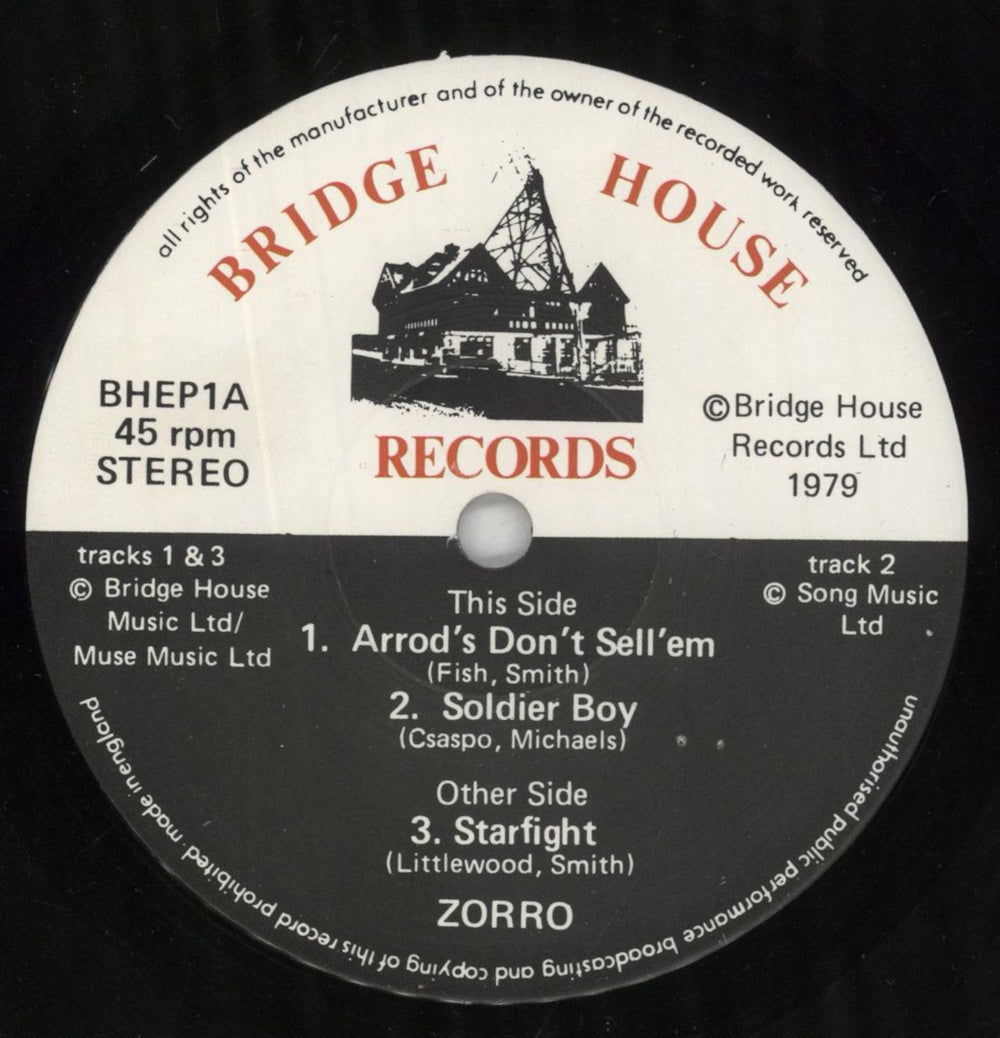 all rights of the manufacturer and of the owner of the recorded work reserved
BRIDGE HOUSE
RECORDS
BHEP1A
45 rpm
STEREO
©Bridge House
Records Ltd
1979
tracks 1 & 3
© Bridge House
Music Ltd/
Muse Music Ltd
track 2
© Song Music
Ltd
This Side
1. Arrod's Don't Sell'em
(Fish, Smith)
2. Soldier Boy
(Csaspo, Michaels)
Other Side
3. Starfight
(Littlewood, Smith)
ZORRO
unauthorised public performance broadcasting and copying of this record prohibited. made in england